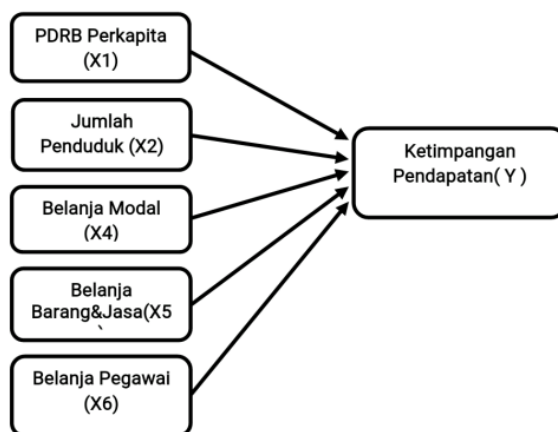 PDRB Perkapita
(X1)
Jumlah
Penduduk (X2)
Belanja Modal
(X4)
Belanja
Barang&Jasa(X5
Belanja Pegawai
(X6)
Ketimpangan
Pendapatan( Y )